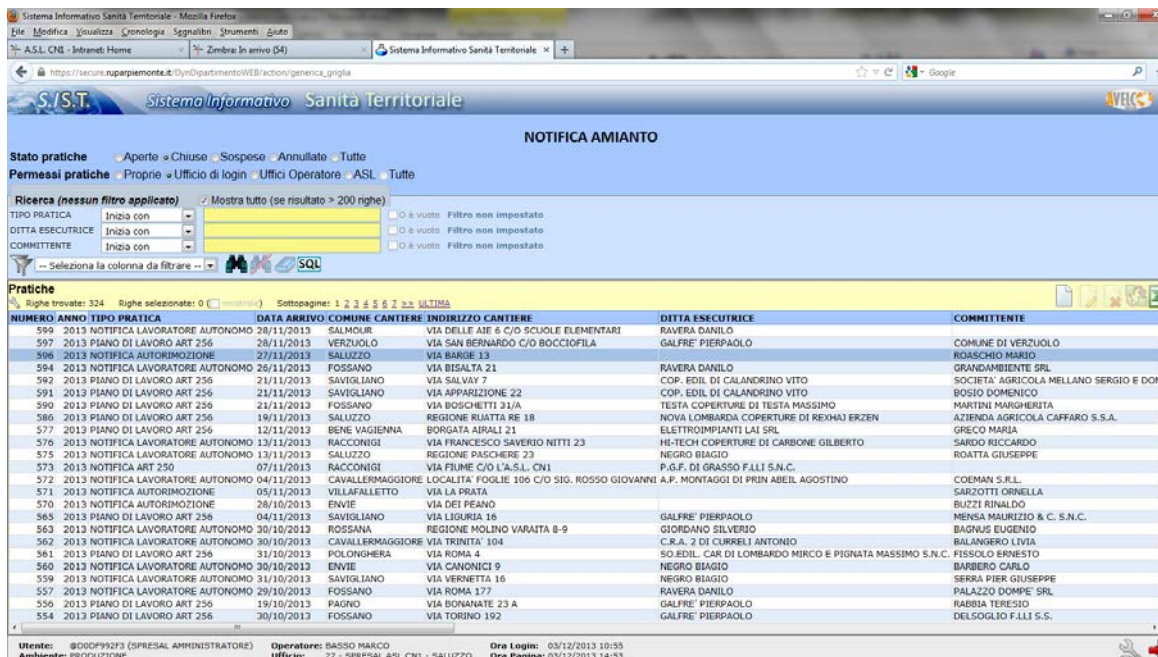 Sistema Informativo Sanità Territoriale - Mozilla Firefox
File Modifica Visualizza Cronologia Segnalibri Strumenti Aiuto
A.S.L. CN1 - Intranet: Home Zimbra: In arrivo (54) Sistema Informativo Sanità Territoriale × +
https://secure.ruparpiemonte.it/DynDipartimentoWEB/action/generica_griglia Google
S.I.S.T. Sistema Informativo Sanità Territoriale
NOTIFICA AMIANTO
Stato pratiche Aperte Chiuse Sospese Annullate Tutte
Permessi pratiche Proprie Ufficio di login Uffici Operatore ASL Tutte
Ricerca (nessun filtro applicato) Mostra tutto (se risultato > 200 righe)
TIPO PRATICA Inizia con O è vuoto Filtro non impostato
DITTA ESECUTRICE Inizia con O è vuoto Filtro non impostato
COMMITTENTE Inizia con O è vuoto Filtro non impostato
-- Seleziona la colonna da filtrare -- SQL
Pratiche
Righe trovate: 324 Righe selezionate: 0 ( mostrale) Sottopagine: 1 2 3 4 5 6 7 >> ULTIMA
NUMERO ANNO TIPO PRATICA DATA ARRIVO COMUNE CANTIERE INDIRIZZO CANTIERE DITTA ESECUTRICE COMMITTENTE
599 2013 NOTIFICA LAVORATORE AUTONOMO 28/11/2013 SALMOUR VIA DELLE AIE 6 C/O SCUOLE ELEMENTARI RAVERA DANILO
597 2013 PIANO DI LAVORO ART 256 28/11/2013 VERZUOLO VIA SAN BERNARDO C/O BOCCIOFILA GALFRE' PIERPAOLO COMUNE DI VERZUOLO
596 2013 NOTIFICA AUTORIMOZIONE 27/11/2013 SALUZZO VIA BARGE 13 ROASCHIO MARIO
594 2013 NOTIFICA LAVORATORE AUTONOMO 26/11/2013 FOSSANO VIA BISALTA 21 RAVERA DANILO GRANDAMBIENTE SRL
592 2013 PIANO DI LAVORO ART 256 21/11/2013 SAVIGLIANO VIA SALVAY 7 COP. EDIL DI CALANDRINO VITO SOCIETA' AGRICOLA MELLANO SERGIO E DOM
591 2013 PIANO DI LAVORO ART 256 21/11/2013 SAVIGLIANO VIA APPARIZIONE 22 COP. EDIL DI CALANDRINO VITO BOSIO DOMENICO
590 2013 PIANO DI LAVORO ART 256 21/11/2013 FOSSANO VIA BOSCHETTI 31/A TESTA COPERTURE DI TESTA MASSIMO MARTINI MARGHERITA
586 2013 PIANO DI LAVORO ART 256 19/11/2013 SALUZZO REGIONE RUATTA RE 18 NOVA LOMBARDA COPERTURE DI REXHAJ ERZEN AZIENDA AGRICOLA CAFFARO S.S.A.
577 2013 PIANO DI LAVORO ART 256 12/11/2013 BENE VAGIENNA BORGATA AIRALI 21 ELETTROIMPIANTI LAI SRL GRECO MARIA
576 2013 NOTIFICA LAVORATORE AUTONOMO 13/11/2013 RACCONIGI VIA FRANCESCO SAVERIO NITTI 23 HI-TECH COPERTURE DI CARBONE GILBERTO SARDO RICCARDO
575 2013 NOTIFICA LAVORATORE AUTONOMO 13/11/2013 SALUZZO REGIONE PASCHERE 23 NEGRO BIAGIO ROATTA GIUSEPPE
573 2013 NOTIFICA ART 250 07/11/2013 RACCONIGI VIA FIUME C/O L'A.S.L. CN1 P.G.F. DI GRASSO F.LLI S.N.C.
572 2013 NOTIFICA LAVORATORE AUTONOMO 04/11/2013 CAVALLERMAGGIORE LOCALITA' FOGLIE 106 C/O SIG. ROSSO GIOVANNI A.P. MONTAGGI DI PRIN ABEIL AGOSTINO COEMAN S.R.L.
571 2013 NOTIFICA AUTORIMOZIONE 05/11/2013 VILLAFALLETTO VIA LA PRATA SARZOTTI ORNELLA
570 2013 NOTIFICA AUTORIMOZIONE 28/10/2013 ENVIE VIA DEI PEANO BUZZI RINALDO
565 2013 PIANO DI LAVORO ART 256 04/11/2013 SAVIGLIANO VIA LIGURIA 16 GALFRE' PIERPAOLO MENSA MAURIZIO & C. S.N.C.
563 2013 NOTIFICA LAVORATORE AUTONOMO 30/10/2013 ROSSANA REGIONE MOLINO VARAITA 8-9 GIORDANO SILVERIO BAGNUS EUGENIO
562 2013 NOTIFICA LAVORATORE AUTONOMO 30/10/2013 CAVALLERMAGGIORE VIA TRINITA' 104 C.R.A. 2 DI CURRELI ANTONIO BALANGERO LIVIA
561 2013 PIANO DI LAVORO ART 256 31/10/2013 POLONGHERA VIA ROMA 4 SO.EDIL. CAR DI LOMBARDO MIRCO E PIGNATA MASSIMO S.N.C. FISSOLO ERNESTO
560 2013 NOTIFICA LAVORATORE AUTONOMO 30/10/2013 ENVIE VIA CANONICI 9 NEGRO BIAGIO BARBERO CARLO
559 2013 NOTIFICA LAVORATORE AUTONOMO 31/10/2013 SAVIGLIANO VIA VERNETTA 16 NEGRO BIAGIO SERRA PIER GIUSEPPE
557 2013 NOTIFICA LAVORATORE AUTONOMO 29/10/2013 FOSSANO VIA ROMA 177 RAVERA DANILO PALAZZO DOMPE' SRL
556 2013 PIANO DI LAVORO ART 256 19/10/2013 PAGNO VIA BONANATE 23 A GALFRE' PIERPAOLO RABBIA TERESIO
554 2013 PIANO DI LAVORO ART 256 30/10/2013 FOSSANO VIA TORINO 192 GALFRE' PIERPAOLO DELSOGLIO F.LLI S.S.
Utente: @D0DF992F3 (SPRESAL AMMINISTRATORE) Operatore: BASSO MARCO Ora Login: 03/12/2013 10:55
Ambiente: PRODUZIONE Ufficio: 22 - SPRESAL ASL CN1 - SALUZZO Ora Pagina: 03/12/2013 14:53